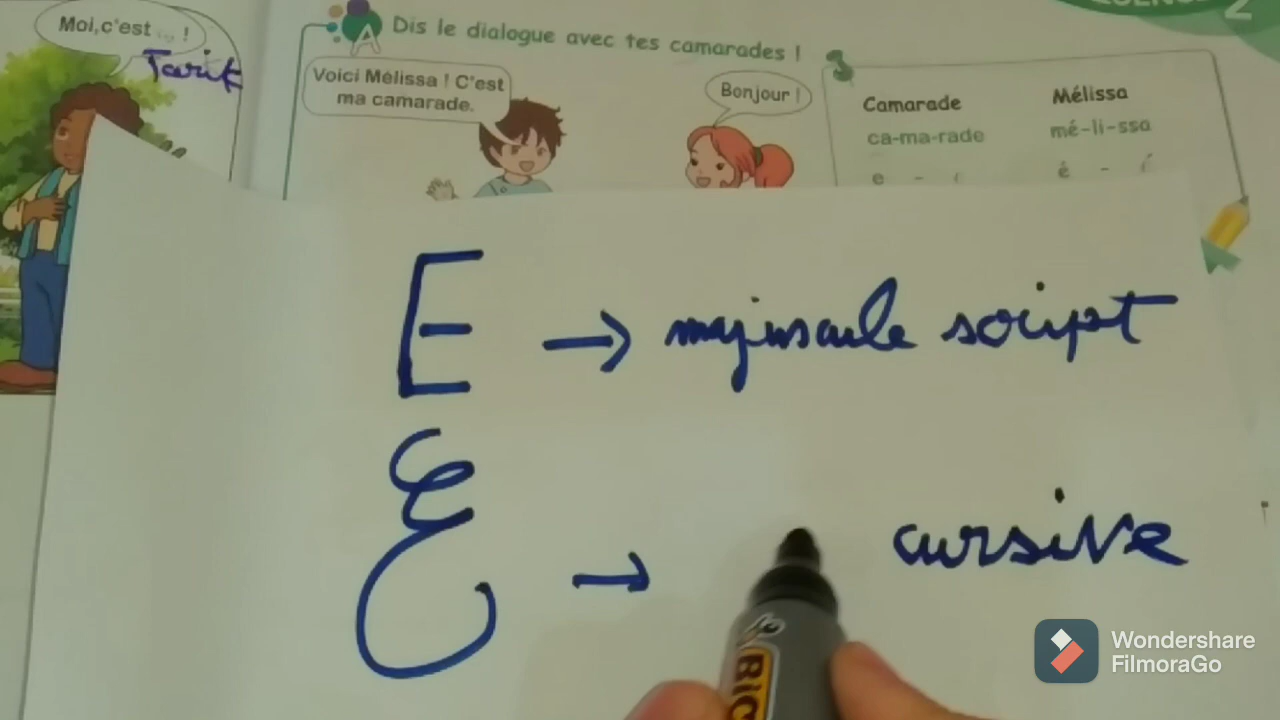 Moi,c'est ... !
Tarik
A Dis le dialogue avec tes camarades !
Voici Mélissa ! C'est
ma camarade.
Bonjour !
Camarade Mélissa
ca-ma-rade mé-li-ssa
e - é -
2
E → majuscule script
E → cursive
BIC
Wondershare
FilmoraGo